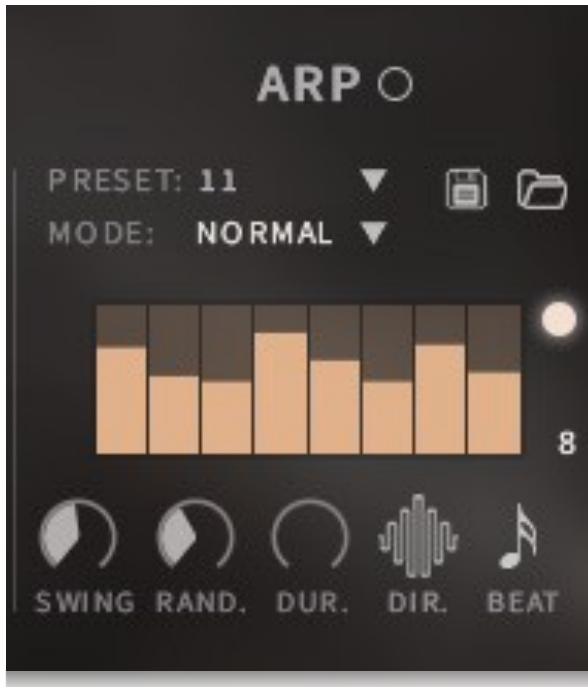 ARP
PRESET: 11
MODE: NORMAL
8
SWING RAND. DUR. DIR. BEAT